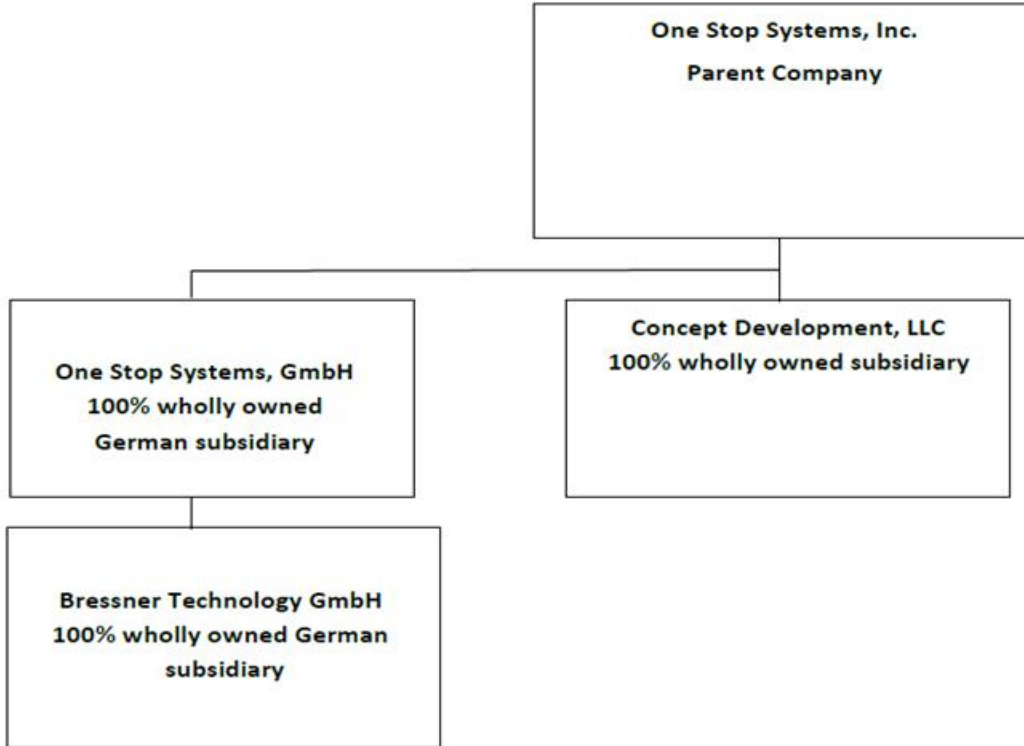 One Stop Systems, Inc.
Parent Company
One Stop Systems, GmbH
100% wholly owned
German subsidiary
Concept Development, LLC
100% wholly owned subsidiary
Bressner Technology GmbH
100% wholly owned German
subsidiary